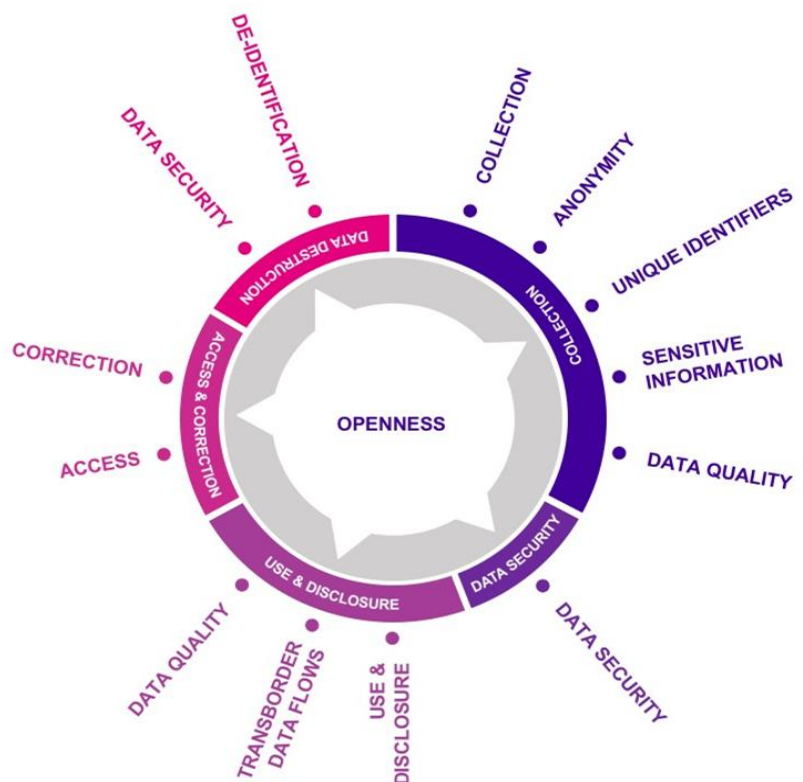 DE-IDENTIFICATION
DATA SECURITY
COLLECTION
ANONYMITY
UNIQUE IDENTIFIERS
SENSITIVE
INFORMATION
DATA QUALITY
DATA SECURITY
USE &
DISCLOSURE
TRANSBORDER
DATA FLOWS
DATA QUALITY
ACCESS
CORRECTION
DATA DESTRUCTION
COLLECTION
DATA SECURITY
USE & DISCLOSURE
ACCESS & CORRECTION
OPENNESS